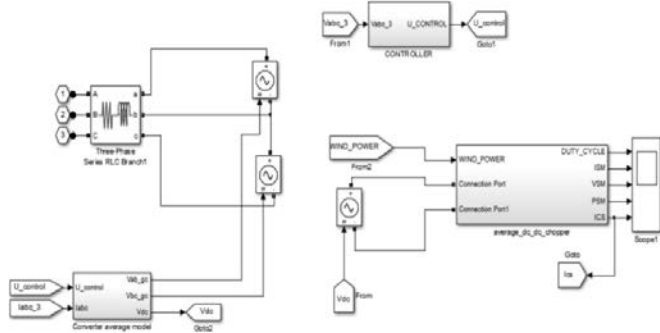 Vabc_3
From1
Vabc_3
U_CONTROL
CONTROLLER
U_control
Goto1
1
2
3
A
B
C
a
b
c
Three-Phase
Series RLC Branch1
WIND_POWER
From2
WIND_POWER
Connection Port
Connection Port1
DUTY_CYCLE
ISM
VSM
PSM
ICS
average_dc_dc_chopper
Scope1
Goto
Ics
Vdc
From
U_control
Iabc_3
U_control
Iabc
Vab_gc
Vbc_gc
Vdc
Converter average model
Vdc
Goto2